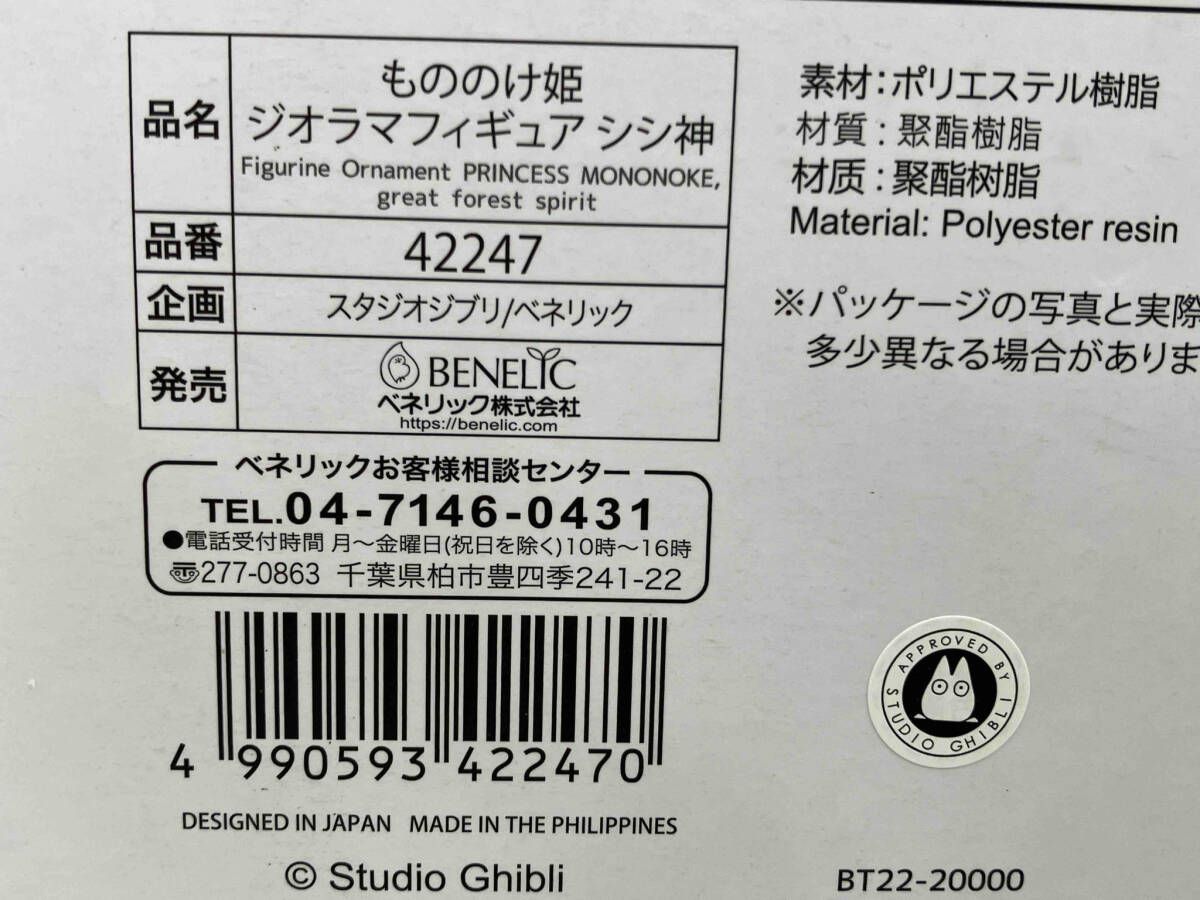 品名
もののけ姫
ジオラマフィギュア シシ神
Figurine Ornament PRINCESS MONONOKE,
great forest spirit
品番
42247
企画
スタジオジブリ/ベネリック
発売
BENELIC
ベネリック株式会社
https://benelic.com
ベネリックお客様相談センター
TEL.04-7146-0431
●電話受付時間 月〜金曜日(祝日を除く)10時〜16時
〠277-0863 千葉県柏市豊四季241-22
4 990593 422470
DESIGNED IN JAPAN MADE IN THE PHILIPPINES
© Studio Ghibli
素材:ポリエステル樹脂
材質:聚酯樹脂
材质:聚酯树脂
Material: Polyester resin
※パッケージの写真と実際
多少異なる場合がありま
APPROVED BY
STUDIO GHIBLI
BT22-20000